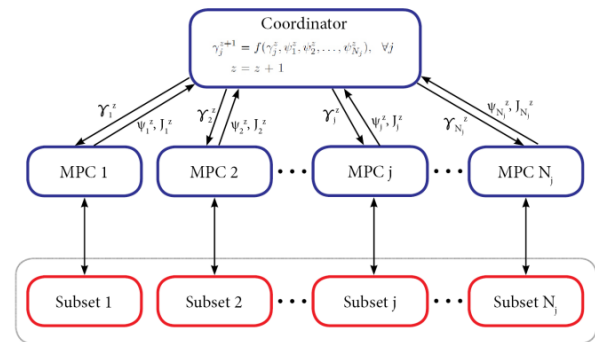 Coordinator
γ_j^{z+1} = f(γ_j^z, ψ_1^z, ψ_2^z, . . . , ψ_{N_j}^z), ∀j
z = z + 1
γ_1^z
ψ_1^z, J_1^z
γ_2^z
ψ_2^z, J_2^z
γ_j^z
ψ_j^z, J_j^z
γ_{N_j}^z
ψ_{N_j}^z, J_{N_j}^z
MPC 1
MPC 2
• • •
MPC j
• • •
MPC N_j
Subset 1
Subset 2
• • •
Subset j
• • •
Subset N_j